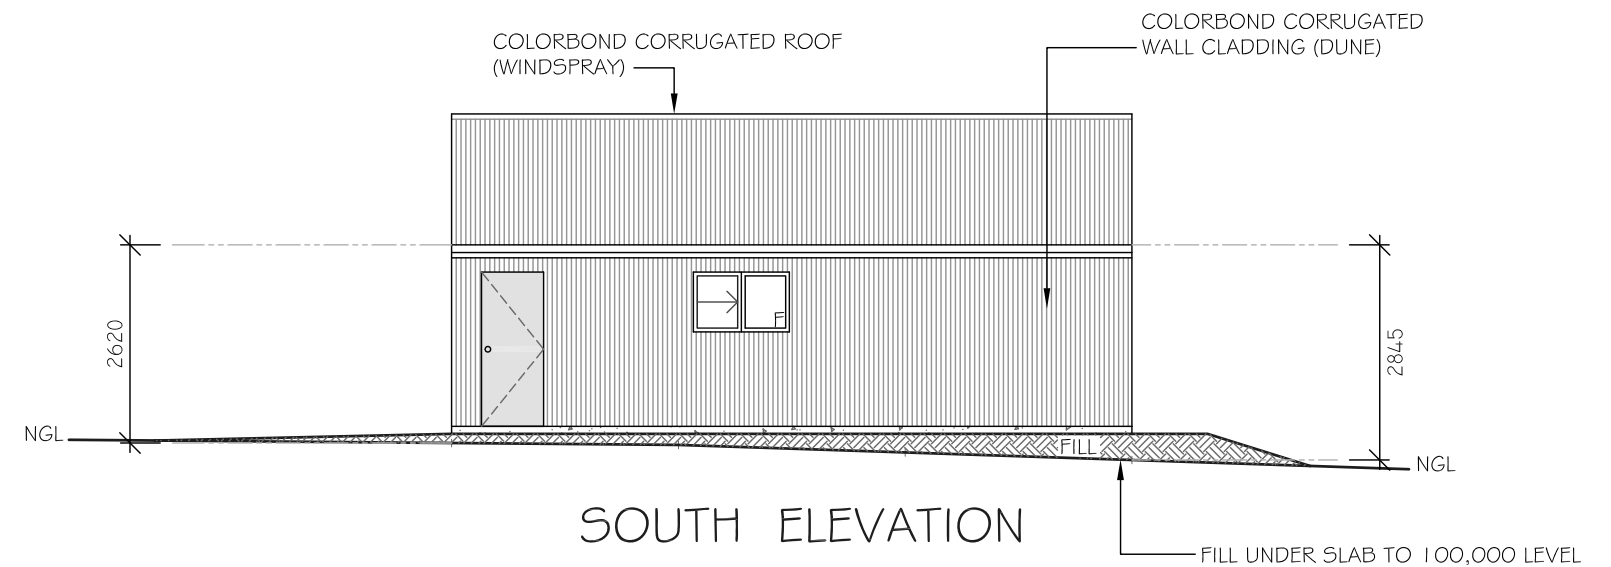 COLORBOND CORRUGATED ROOF
(WINDSPRAY)
COLORBOND CORRUGATED
WALL CLADDING (DUNE)
2620
F
2845
NGL
FILL
NGL
SOUTH ELEVATION
FILL UNDER SLAB TO 100,000 LEVEL